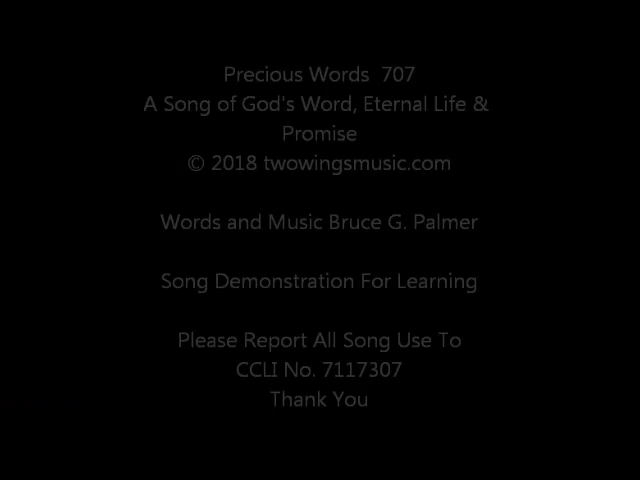 Precious Words  707
A Song of God's Word, Eternal Life &
Promise
© 2018 twowingsmusic.com
Words and Music Bruce G. Palmer
Song Demonstration For Learning
Please Report All Song Use To
CCLI No. 7117307
Thank You